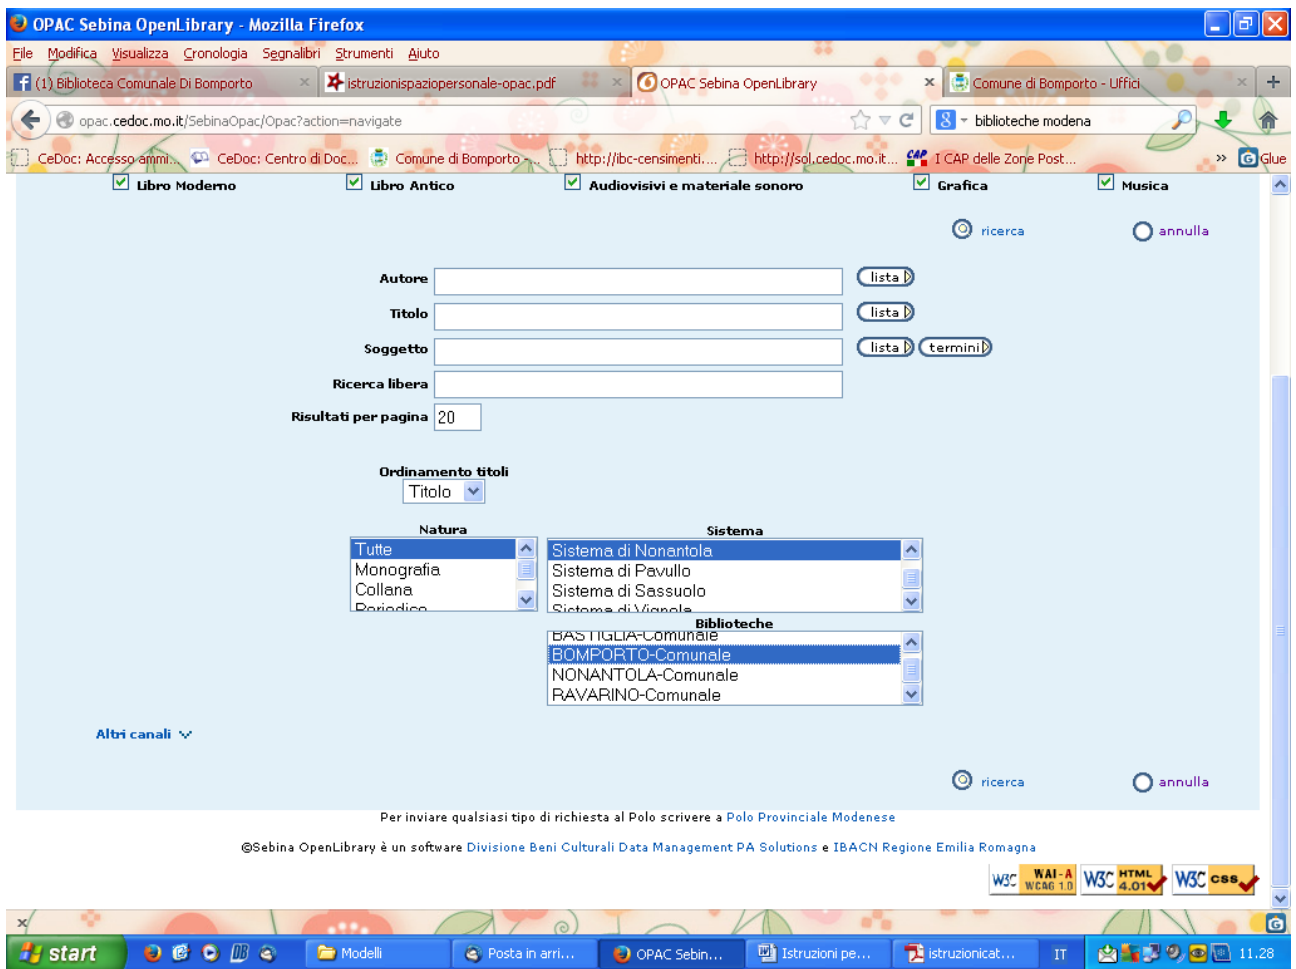 OPAC Sebina OpenLibrary - Mozilla Firefox
File Modifica Visualizza Cronologia Segnalibri Strumenti Aiuto
(1) Biblioteca Comunale Di Bomporto × istruzionispaziopersonale-opac.pdf × OPAC Sebina OpenLibrary × Comune di Bomporto - Uffici × +
opac.cedoc.mo.it/SebinaOpac/Opac?action=navigate biblioteche modena
CeDoc: Accesso ammi... CeDoc: Centro di Doc... Comune di Bomporto -... http://ibc-censimenti.... http://sol.cedoc.mo.it... CAP I CAP delle Zone Post... » Glue
Libro Moderno Libro Antico Audiovisivi e materiale sonoro Grafica Musica
ricerca annulla
Autore lista
Titolo lista
Soggetto lista termini
Ricerca libera
Risultati per pagina 20
Ordinamento titoli
Titolo
Natura Sistema
Tutte Sistema di Nonantola
Monografia Sistema di Pavullo
Collana Sistema di Sassuolo
Periodico Sistema di Vignola
Biblioteche
BASTIGLIA-Comunale
BOMPORTO-Comunale
NONANTOLA-Comunale
RAVARINO-Comunale
Altri canali
ricerca annulla
Per inviare qualsiasi tipo di richiesta al Polo scrivere a Polo Provinciale Modenese
©Sebina OpenLibrary è un software Divisione Beni Culturali Data Management PA Solutions e IBACN Regione Emilia Romagna
W3C WAI-A WCAG 1.0 W3C HTML 4.01 W3C css
x
start Modelli Posta in arri... OPAC Sebin... Istruzioni pe... istruzionicat... IT 11.28